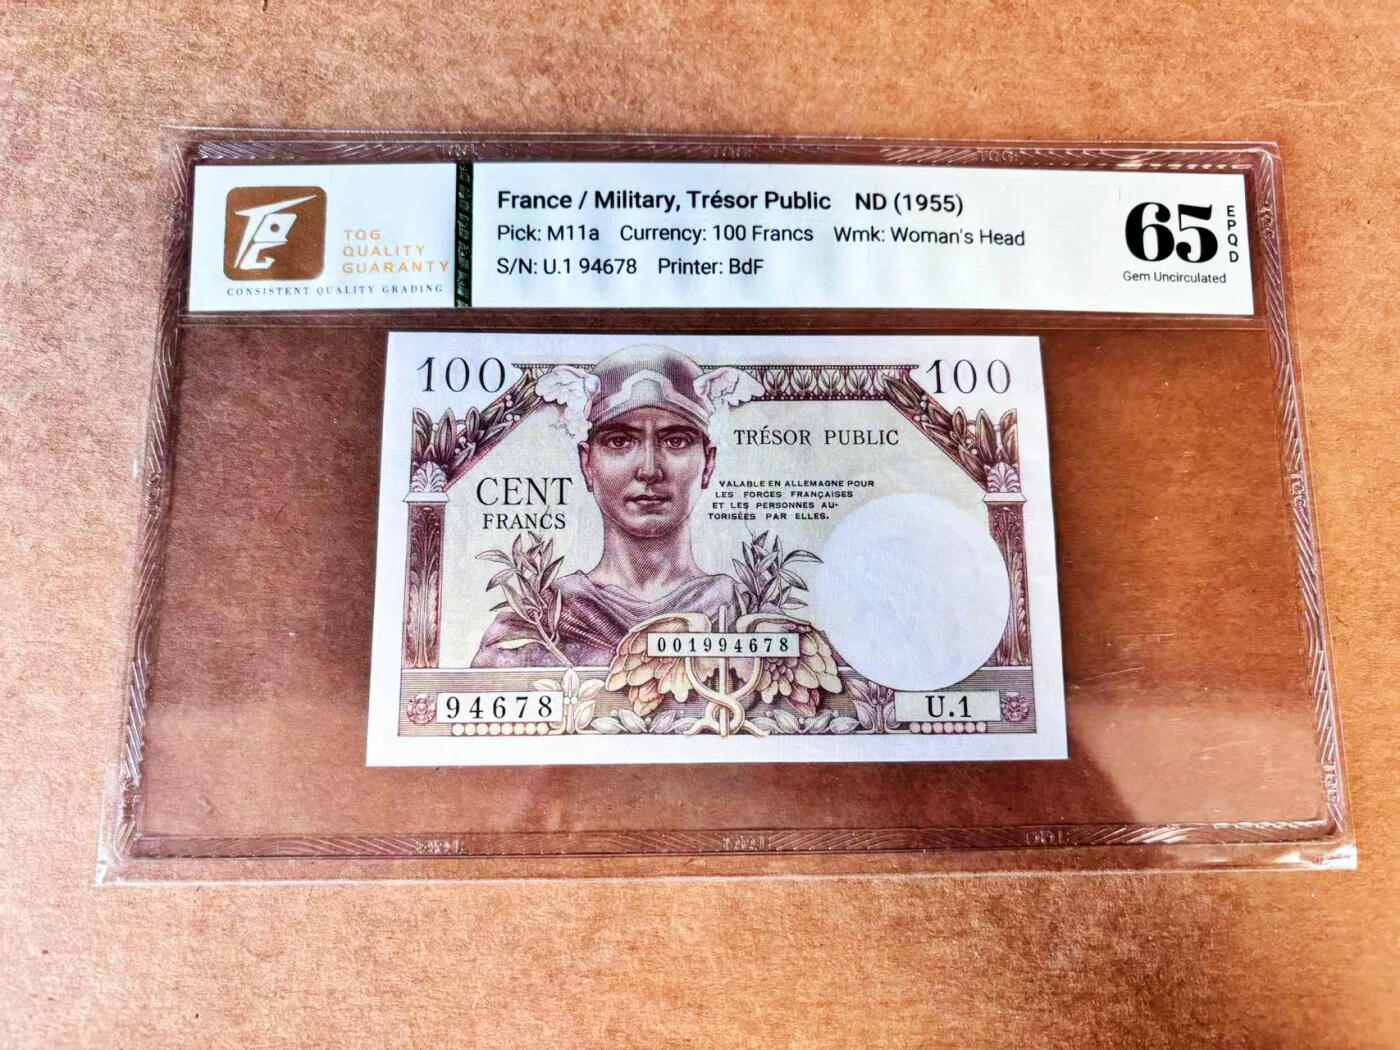 TQG
QUALITY
GUARANTY
CONSISTENT QUALITY GRADING
France / Military, Trésor Public ND (1955)
Pick: M11a Currency: 100 Francs Wmk: Woman's Head
S/N: U.1 94678 Printer: BdF
65
EPQD
Gem Uncirculated
100
100
TRÉSOR PUBLIC
CENT
FRANCS
VALABLE EN ALLEMAGNE POUR
LES FORCES FRANÇAISES
ET LES PERSONNES AU-
TORISÉES PAR ELLES.
001994678
94678
U.1